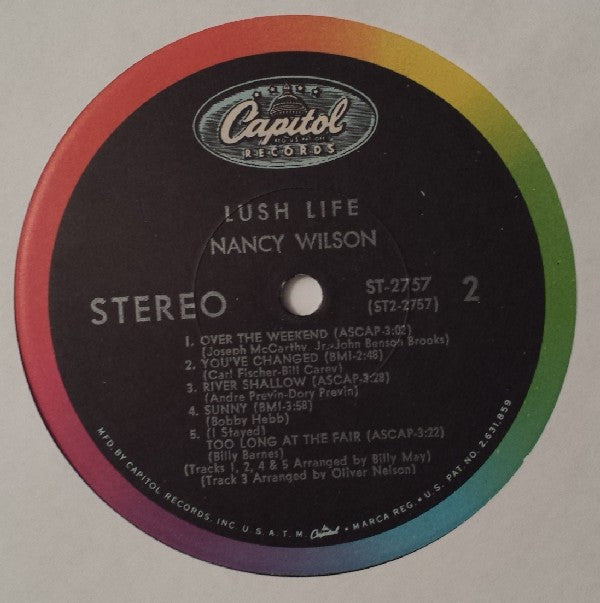 Capitol
REG. U.S. PAT. OFF.
RECORDS
LUSH LIFE
NANCY WILSON
STEREO
ST-2757
(ST2-2757)
2
1. OVER THE WEEKEND (ASCAP-3:02)
(Joseph McCarthy, Jr.-John Benson Brooks)
2. YOU'VE CHANGED (BMI-2:48)
(Carl Fischer-Bill Carey)
3. RIVER SHALLOW (ASCAP-3:28)
(Andre Previn-Dory Previn)
4. SUNNY (BMI-3:58)
(Bobby Hebb)
5. (I Stayed)
TOO LONG AT THE FAIR (ASCAP-3:22)
(Billy Barnes)
(Tracks 1, 2, 4 & 5 Arranged by Billy May)
(Track 3 Arranged by Oliver Nelson)
MFD. BY CAPITOL RECORDS, INC. U.S.A. T.M. Capitol • MARCA REG. • U.S. PAT. NO. 2,631,859